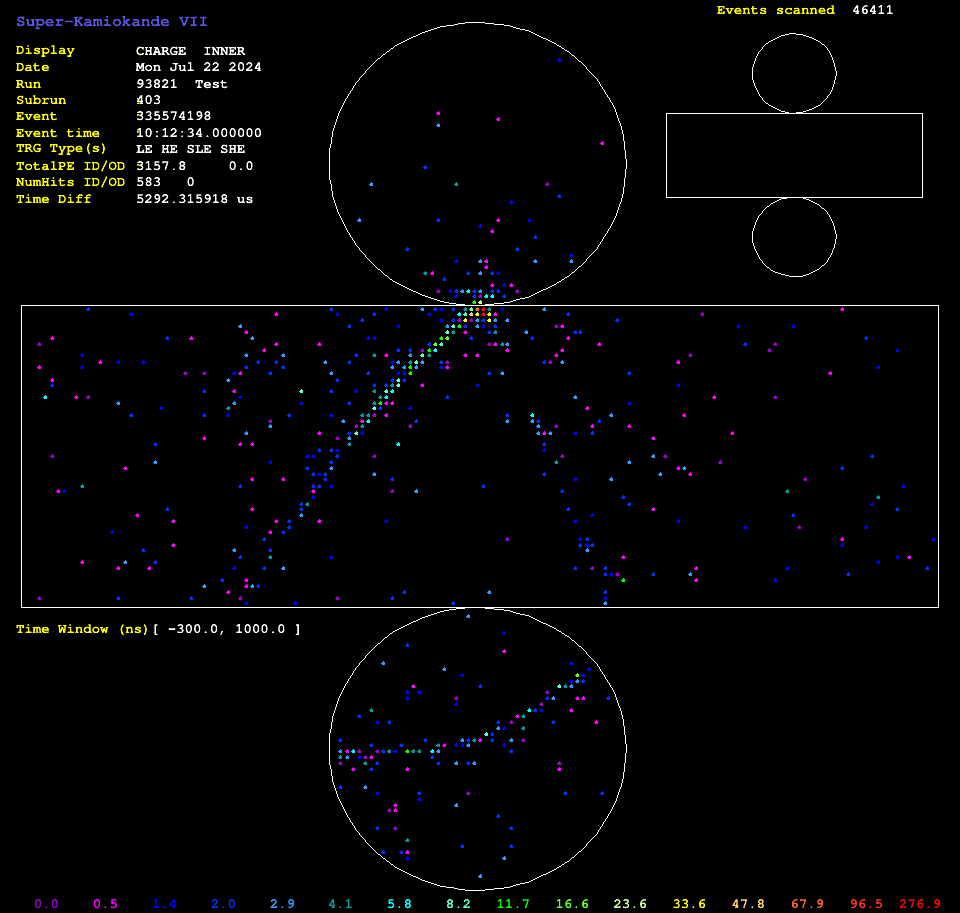 Super-Kamiokande VII
Events scanned 46411
Display CHARGE INNER
Date Mon Jul 22 2024
Run 93821 Test
Subrun 403
Event 335574198
Event time 10:12:34.000000
TRG Type(s) LE HE SLE SHE
TotalPE ID/OD 3157.8 0.0
NumHits ID/OD 583 0
Time Diff 5292.315918 us
Time Window (ns)[ -300.0, 1000.0 ]
0.0 0.5 1.4 2.0 2.9 4.1 5.8 8.2 11.7 16.6 23.6 33.6 47.8 67.9 96.5 276.9